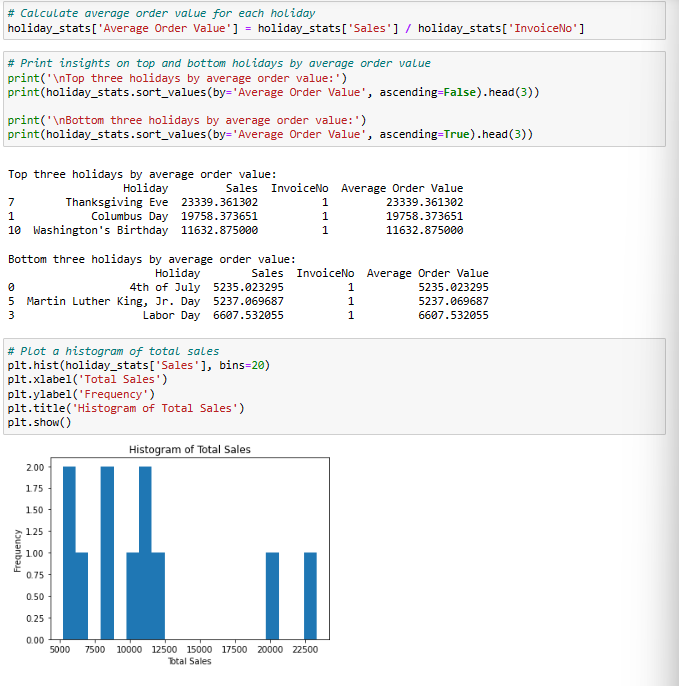 # Calculate average order value for each holiday
holiday_stats['Average Order Value'] = holiday_stats['Sales'] / holiday_stats['InvoiceNo']
# Print insights on top and bottom holidays by average order value
print('\nTop three holidays by average order value:')
print(holiday_stats.sort_values(by='Average Order Value', ascending=False).head(3))
print('\nBottom three holidays by average order value:')
print(holiday_stats.sort_values(by='Average Order Value', ascending=True).head(3))
Top three holidays by average order value:
Holiday Sales InvoiceNo Average Order Value
7 Thanksgiving Eve 23339.361302 1 23339.361302
1 Columbus Day 19758.373651 1 19758.373651
10 Washington's Birthday 11632.875000 1 11632.875000
Bottom three holidays by average order value:
Holiday Sales InvoiceNo Average Order Value
0 4th of July 5235.023295 1 5235.023295
5 Martin Luther King, Jr. Day 5237.069687 1 5237.069687
3 Labor Day 6607.532055 1 6607.532055
# Plot a histogram of total sales
plt.hist(holiday_stats['Sales'], bins=20)
plt.xlabel('Total Sales')
plt.ylabel('Frequency')
plt.title('Histogram of Total Sales')
plt.show()
Histogram of Total Sales
2.00
1.75
1.50
1.25
1.00
0.75
0.50
0.25
0.00
Frequency
5000 7500 10000 12500 15000 17500 20000 22500
Total Sales